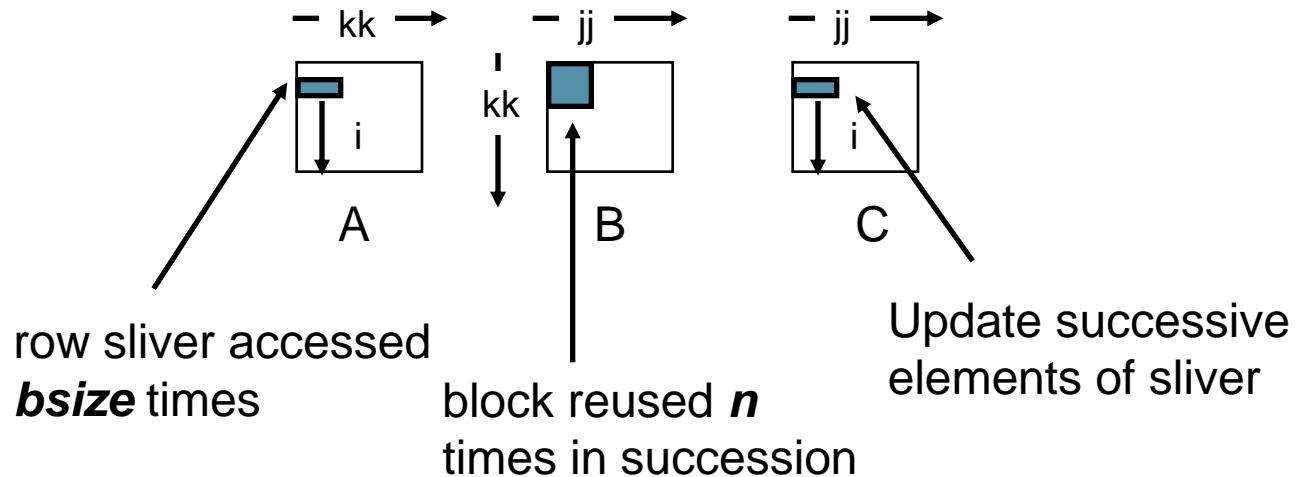 kk
jj
jj
kk
i
i
A
B
C
row sliver accessed
bsize times
block reused n
times in succession
Update successive
elements of sliver